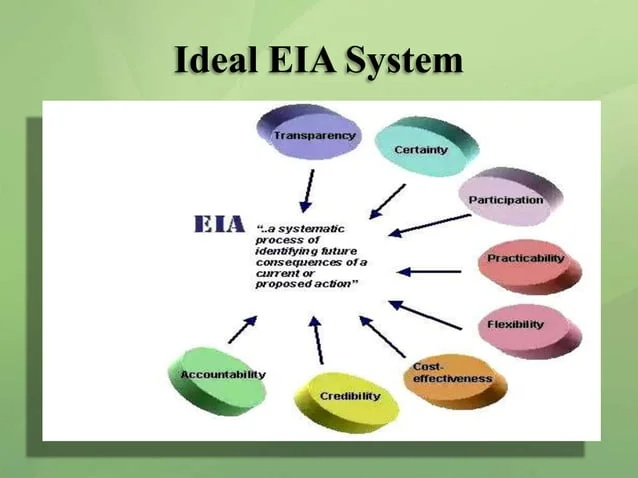 Ideal EIA System
Transparency
Certainty
Participation
EIA
“..a systematic
process of
identifying future
consequences of a
current or
proposed action”
Practicability
Flexibility
Cost-
effectiveness
Credibility
Accountability